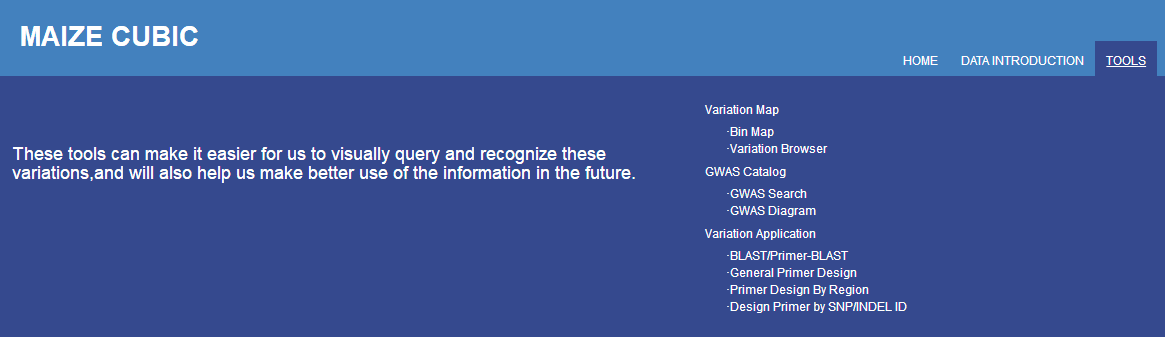 MAIZE CUBIC
HOME DATA INTRODUCTION TOOLS
These tools can make it easier for us to visually query and recognize these
variations,and will also help us make better use of the information in the future.
Variation Map
·Bin Map
·Variation Browser
GWAS Catalog
·GWAS Search
·GWAS Diagram
Variation Application
·BLAST/Primer-BLAST
·General Primer Design
·Primer Design By Region
·Design Primer by SNP/INDEL ID